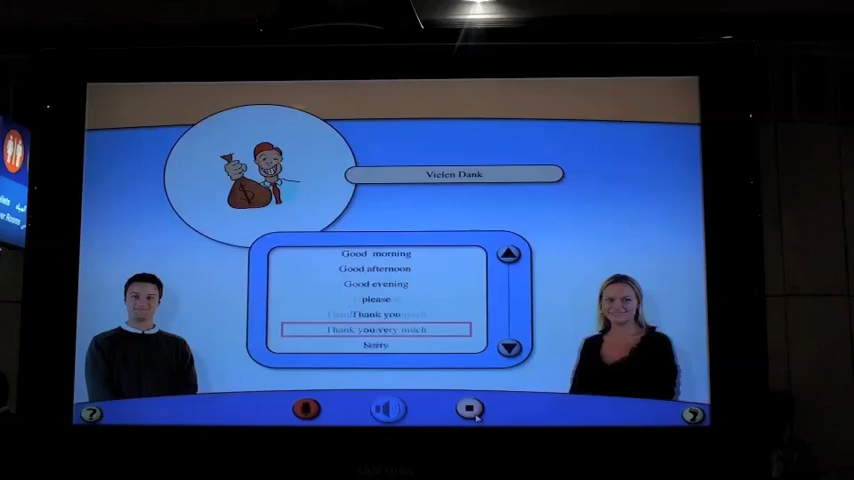 Vielen Dank
Good morning
Good afternoon
Good evening
please
Thank you
Thank you very much
Sorry
?